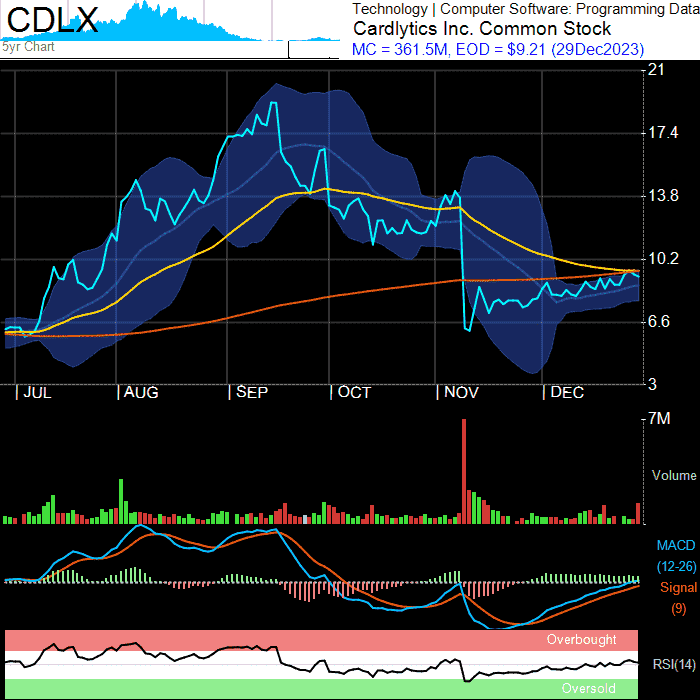 CDLX
5yr Chart
Technology | Computer Software: Programming Data
Cardlytics Inc. Common Stock
MC = 361.5M, EOD = $9.21 (29Dec2023)
21
17.4
13.8
10.2
6.6
3
JUL AUG SEP OCT NOV DEC
7M
Volume
MACD
(12-26)
Signal
(9)
Overbought
RSI(14)
Oversold